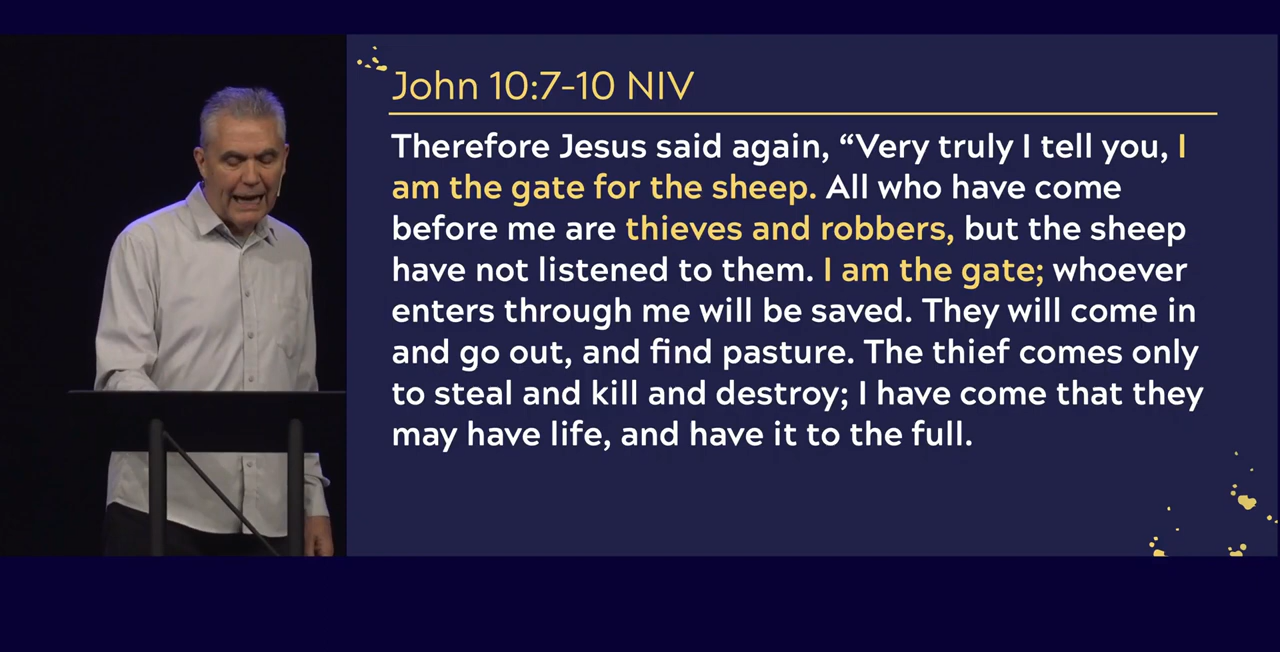 John 10:7-10 NIV
Therefore Jesus said again, “Very truly I tell you, I
am the gate for the sheep. All who have come
before me are thieves and robbers, but the sheep
have not listened to them. I am the gate; whoever
enters through me will be saved. They will come in
and go out, and find pasture. The thief comes only
to steal and kill and destroy; I have come that they
may have life, and have it to the full.